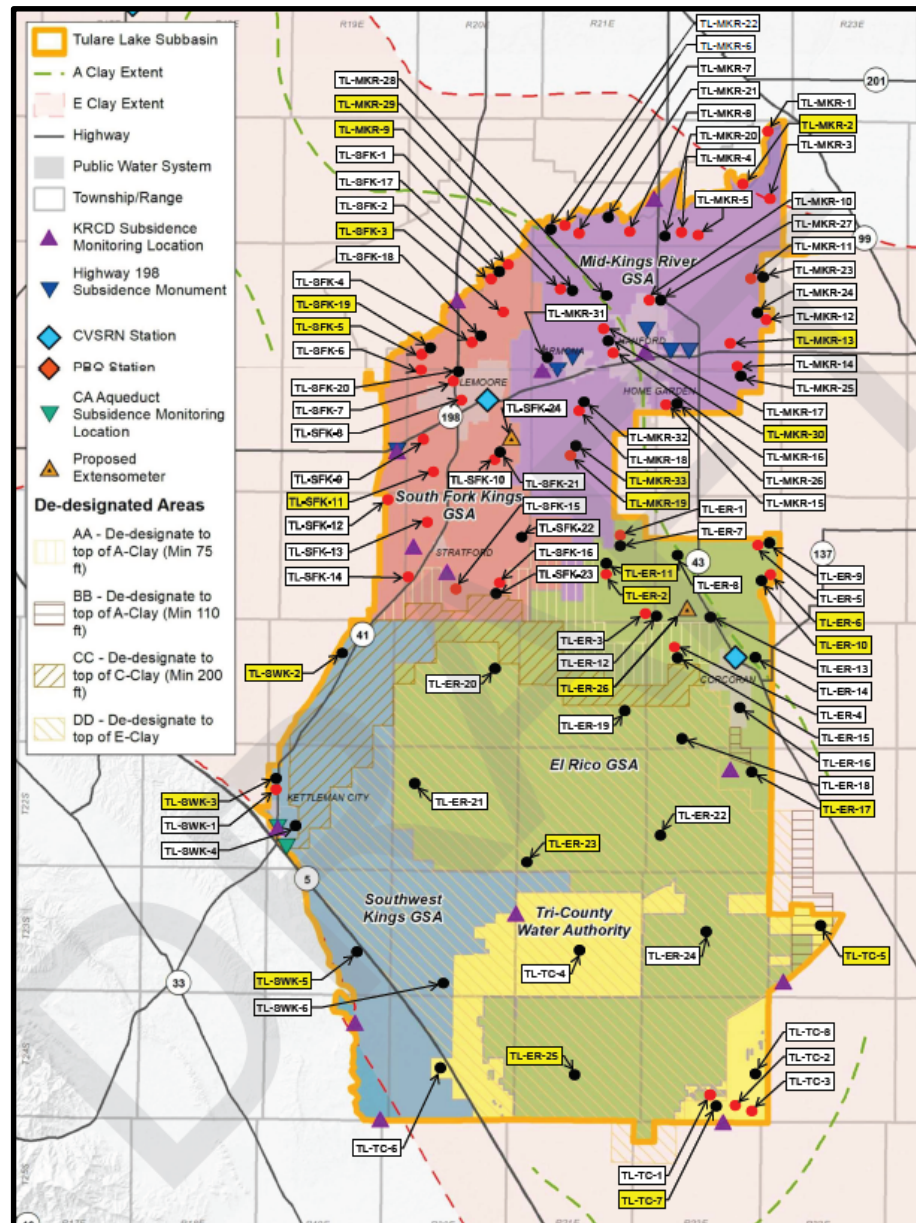 R19E
R20E
R21E
R23E
Tulare Lake Subbasin
A Clay Extent
E Clay Extent
Highway
Public Water System
Township/Range
KRCD Subsidence
Monitoring Location
Highway 198
Subsidence Monument
CVSRN Station
PBO Station
CA Aqueduct
Subsidence Monitoring
Location
Proposed
Extensometer
De-designated Areas
AA - De-designate to
top of A-Clay (Min 75
ft)
BB - De-designate to
top of A-Clay (Min 110
ft)
CC - De-designate to
top of C-Clay (Min 200
ft)
DD - De-designate to
top of E-Clay
TL-MKR-22
TL-MKR-6
TL-MKR-7
TL-MKR-21
TL-MKR-8
TL-MKR-20
TL-MKR-4
TL-MKR-5
TL-MKR-28
TL-MKR-29
TL-MKR-9
TL-SFK-1
TL-SFK-17
TL-SFK-2
TL-SFK-3
TL-SFK-18
TL-SFK-4
TL-SFK-19
TL-SFK-5
TL-SFK-6
TL-SFK-20
TL-SFK-7
TL-SFK-8
TL-SFK-9
TL-SFK-11
TL-SFK-12
TL-SFK-13
TL-SFK-14
201
TL-MKR-1
TL-MKR-2
TL-MKR-3
TL-MKR-10
TL-MKR-27
TL-MKR-11
99
TL-MKR-23
TL-MKR-24
TL-MKR-12
TL-MKR-13
TL-MKR-14
TL-MKR-25
TL-MKR-17
TL-MKR-30
TL-MKR-16
TL-MKR-26
TL-MKR-15
Mid-Kings River
GSA
TL-MKR-31
HANFORD
ARMONA
HOME GARDEN
LEMOORE
198
TL-SFK-24
TL-MKR-32
TL-MKR-18
TL-MKR-33
TL-MKR-19
TL-SFK-10
TL-SFK-21
TL-SFK-15
South Fork Kings
GSA
TL-SFK-22
STRATFORD
TL-SFK-16
TL-SFK-23
TL-ER-1
TL-ER-7
43
137
TL-ER-8
TL-ER-11
TL-ER-2
TL-ER-9
TL-ER-5
TL-ER-6
TL-ER-10
TL-ER-13
TL-ER-14
TL-ER-4
TL-ER-15
TL-ER-16
TL-ER-18
TL-ER-17
TL-ER-3
TL-ER-12
TL-ER-26
CORCORAN
41
TL-SWK-2
TL-ER-20
TL-ER-19
El Rico GSA
TL-SWK-3
KETTLEMAN CITY
TL-SWK-1
TL-SWK-4
TL-ER-21
TL-ER-22
TL-ER-23
T22S
5
Southwest
Kings GSA
Tri-County
Water Authority
T23S
TL-SWK-5
TL-TC-4
TL-ER-24
TL-TC-5
33
TL-SWK-6
T24S
TL-ER-25
TL-TC-8
TL-TC-2
TL-TC-3
TL-TC-6
TL-TC-1
TL-TC-7
T25S
DRAFT